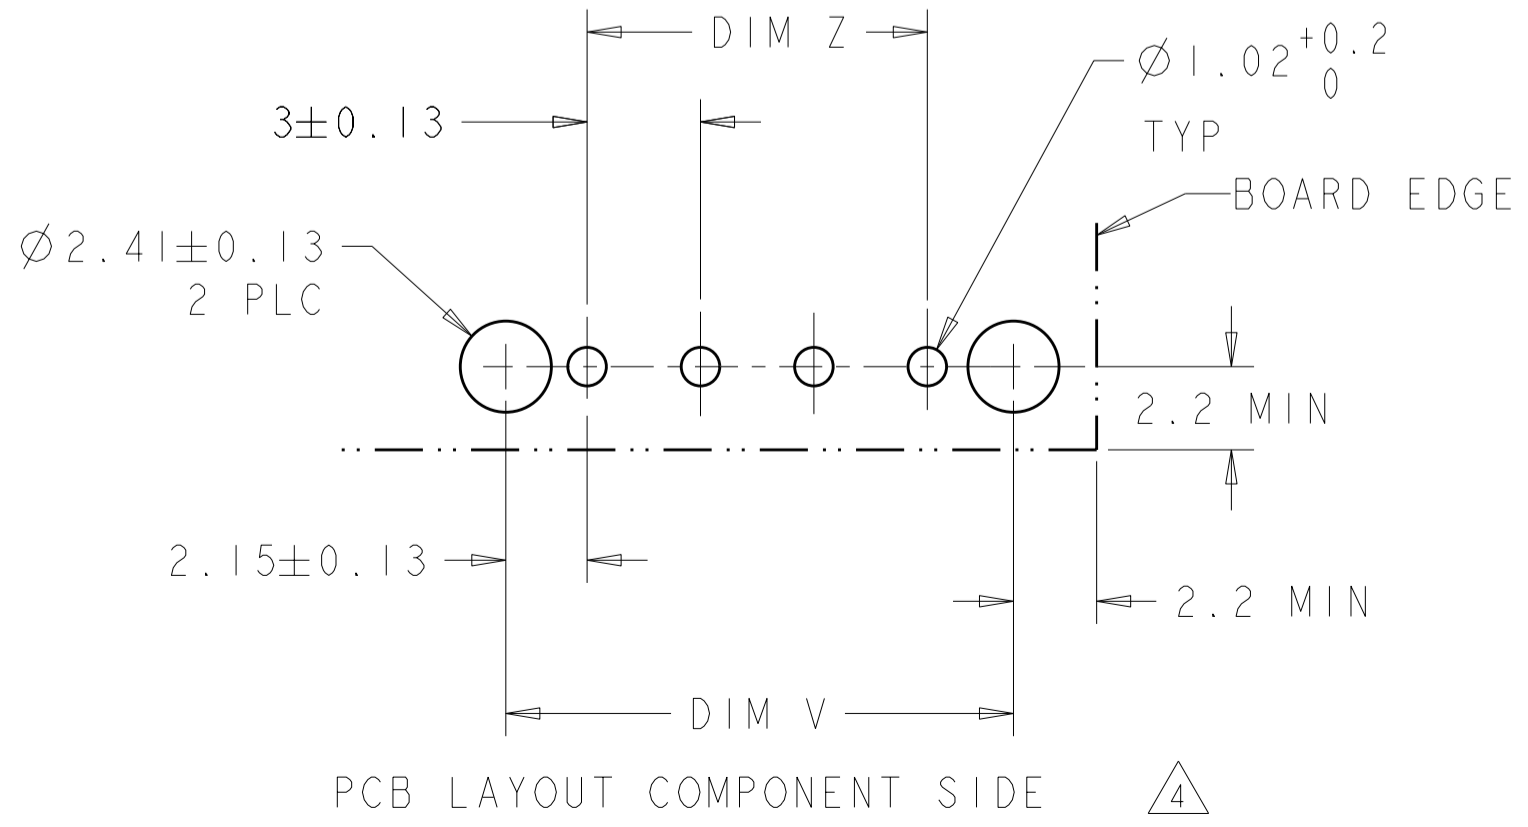 DIM Z
Ø1.02 +0.2 0
TYP
3±0.13
BOARD EDGE
Ø2.41±0.13
2 PLC
2.2 MIN
2.15±0.13
2.2 MIN
DIM V
PCB LAYOUT COMPONENT SIDE 4